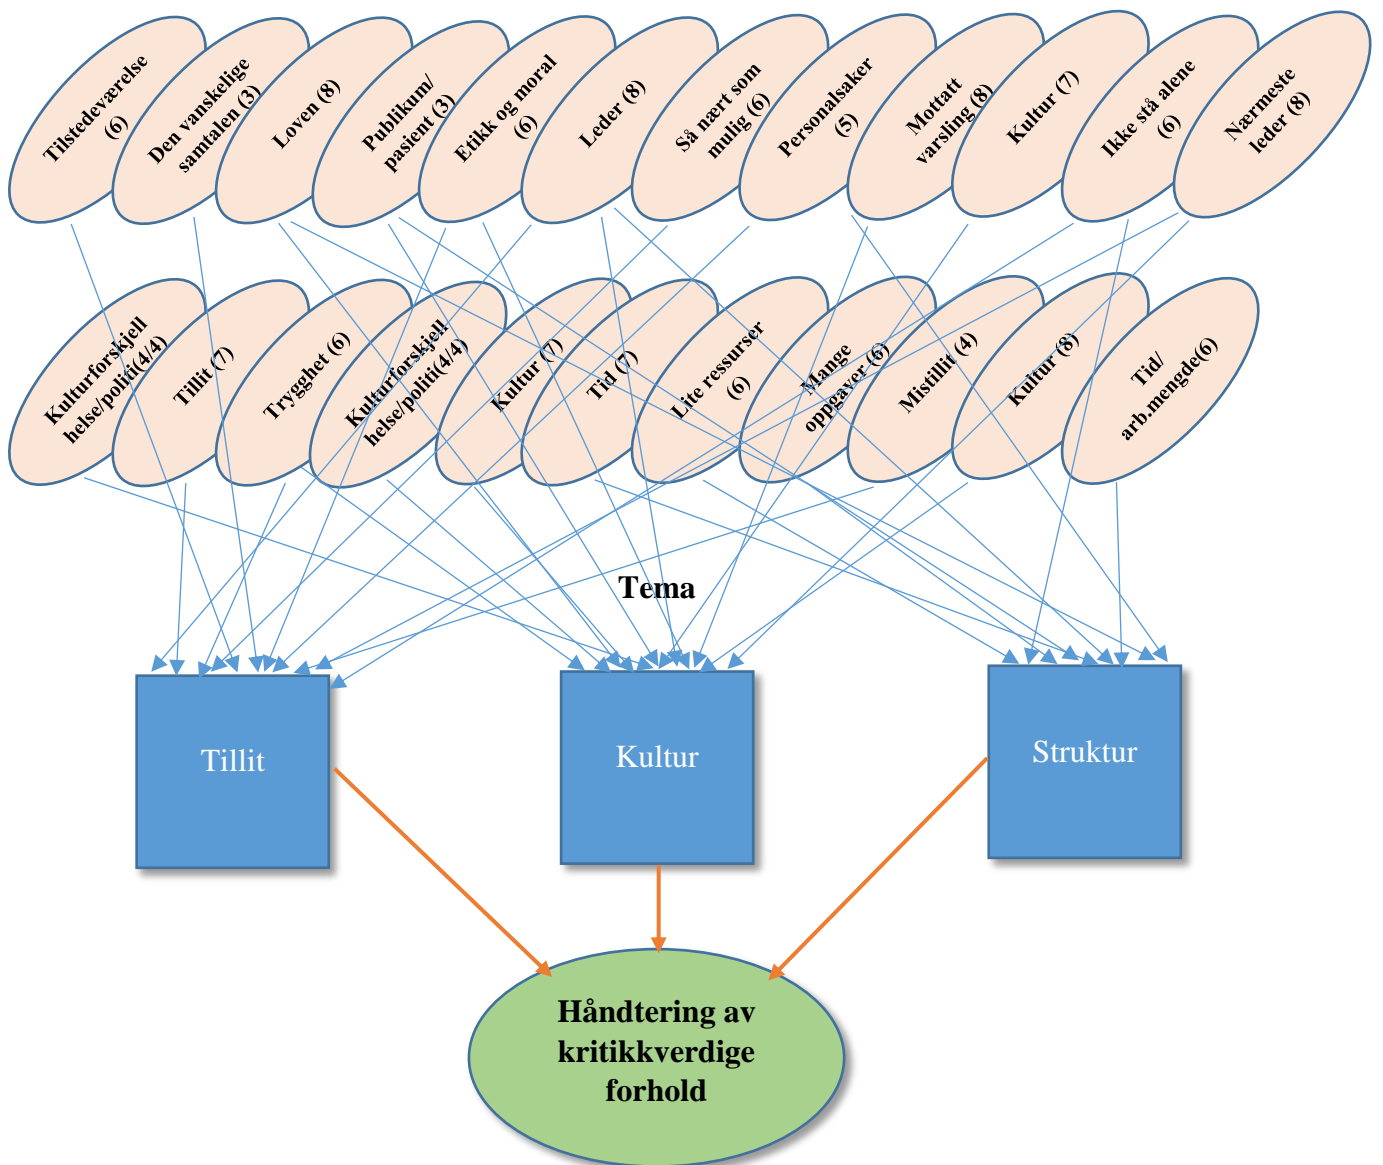 Tilstedeværelse
(6)
Den vanskelige
samtalen (3)
Loven (8)
Publikum/
pasient (3)
Etikk og moral
(6)
Leder (8)
Så nært som
mulig (6)
Personalsaker
(5)
Mottatt
varsling (8)
Kultur (7)
Ikke stå alene
(6)
Nærmeste
leder (8)
Kulturforskjell
helse/politi(4/4)
Tillit (7)
Trygghet (6)
Kulturforskjell
helse/politi(4/4)
Kultur (7)
Tid (7)
Lite ressurser
(6)
Mange
oppgaver (6)
Mistillit (4)
Kultur (8)
Tid/
arb.mengde(6)
Tema
Tillit
Kultur
Struktur
Håndtering av
kritikkverdige
forhold